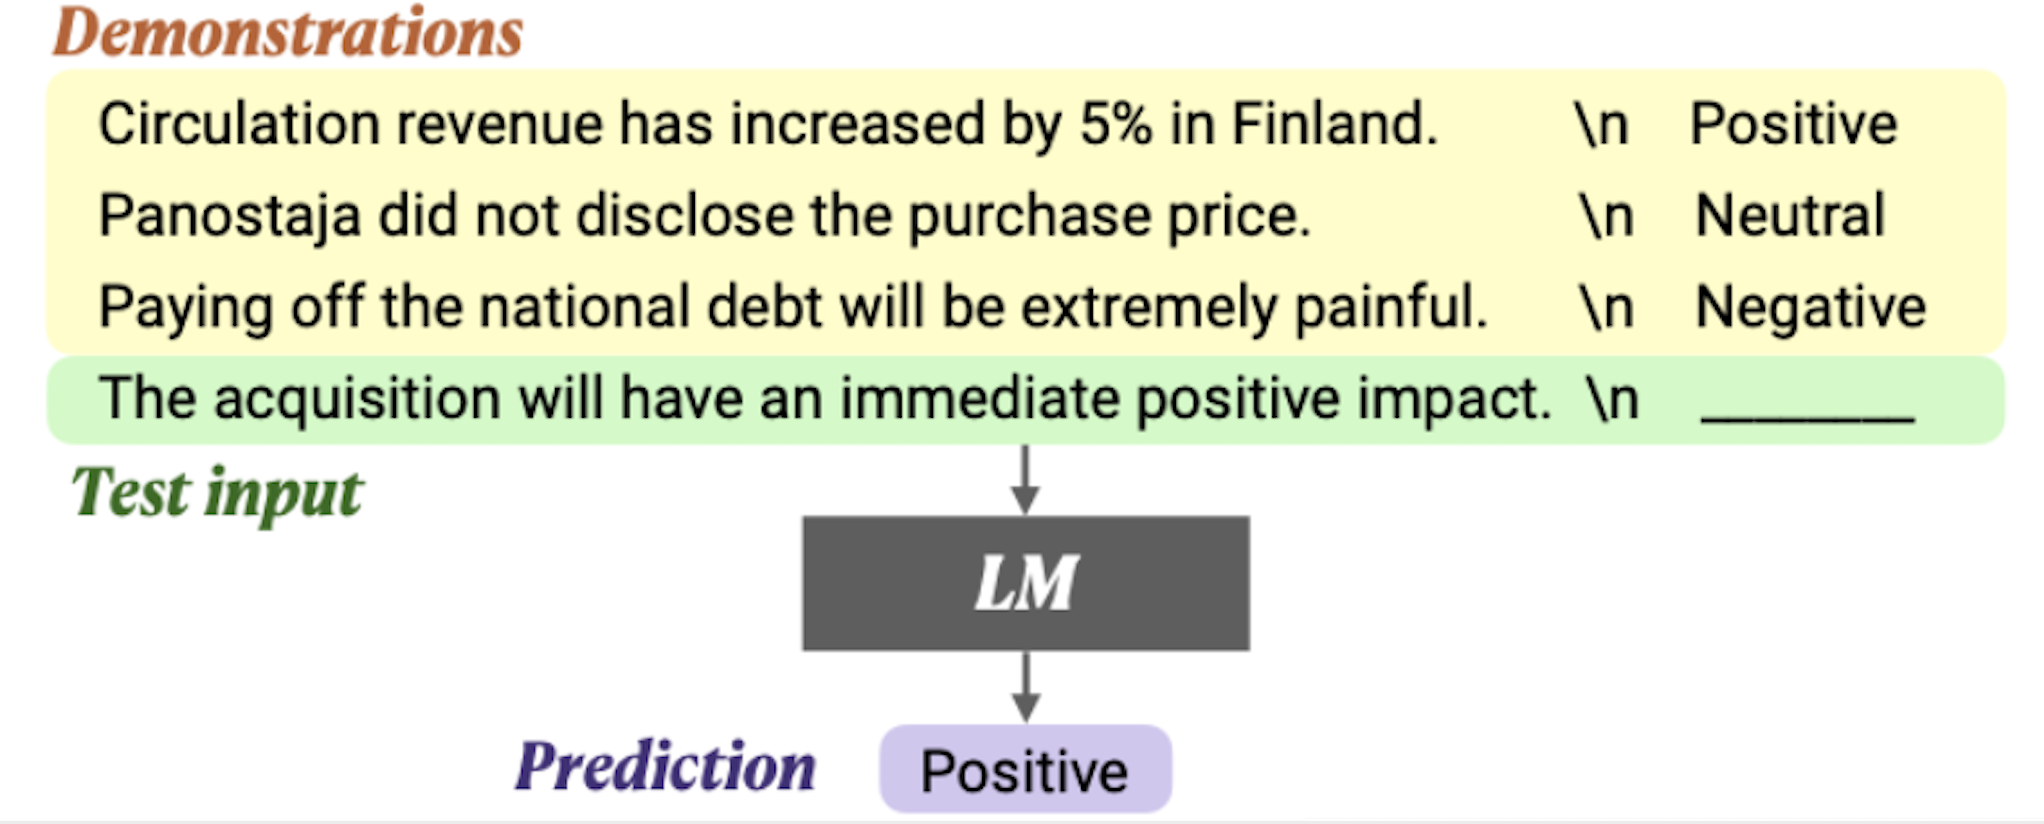 Demonstrations
Circulation revenue has increased by 5% in Finland. \n Positive
Panostaja did not disclose the purchase price. \n Neutral
Paying off the national debt will be extremely painful. \n Negative
The acquisition will have an immediate positive impact. \n ________
Test input
LM
Prediction Positive